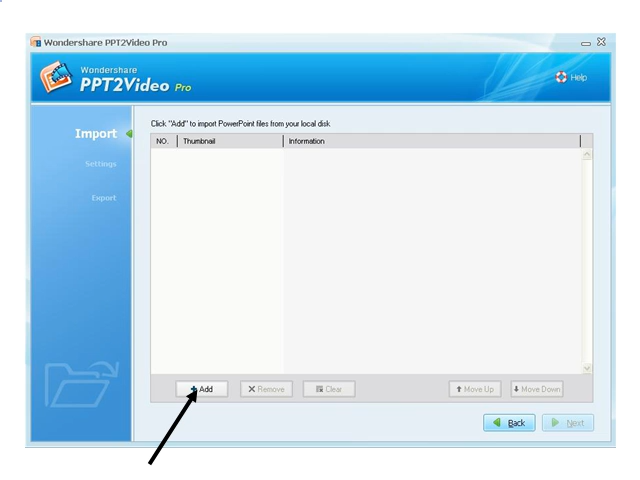 Wondershare PPT2Video Pro
Wondershare
PPT2Video Pro
Help
Import
Click "Add" to import PowerPoint files from your local disk
NO. Thumbnail Information
Settings
Export
Add Remove Clear Move Up Move Down
Back Next